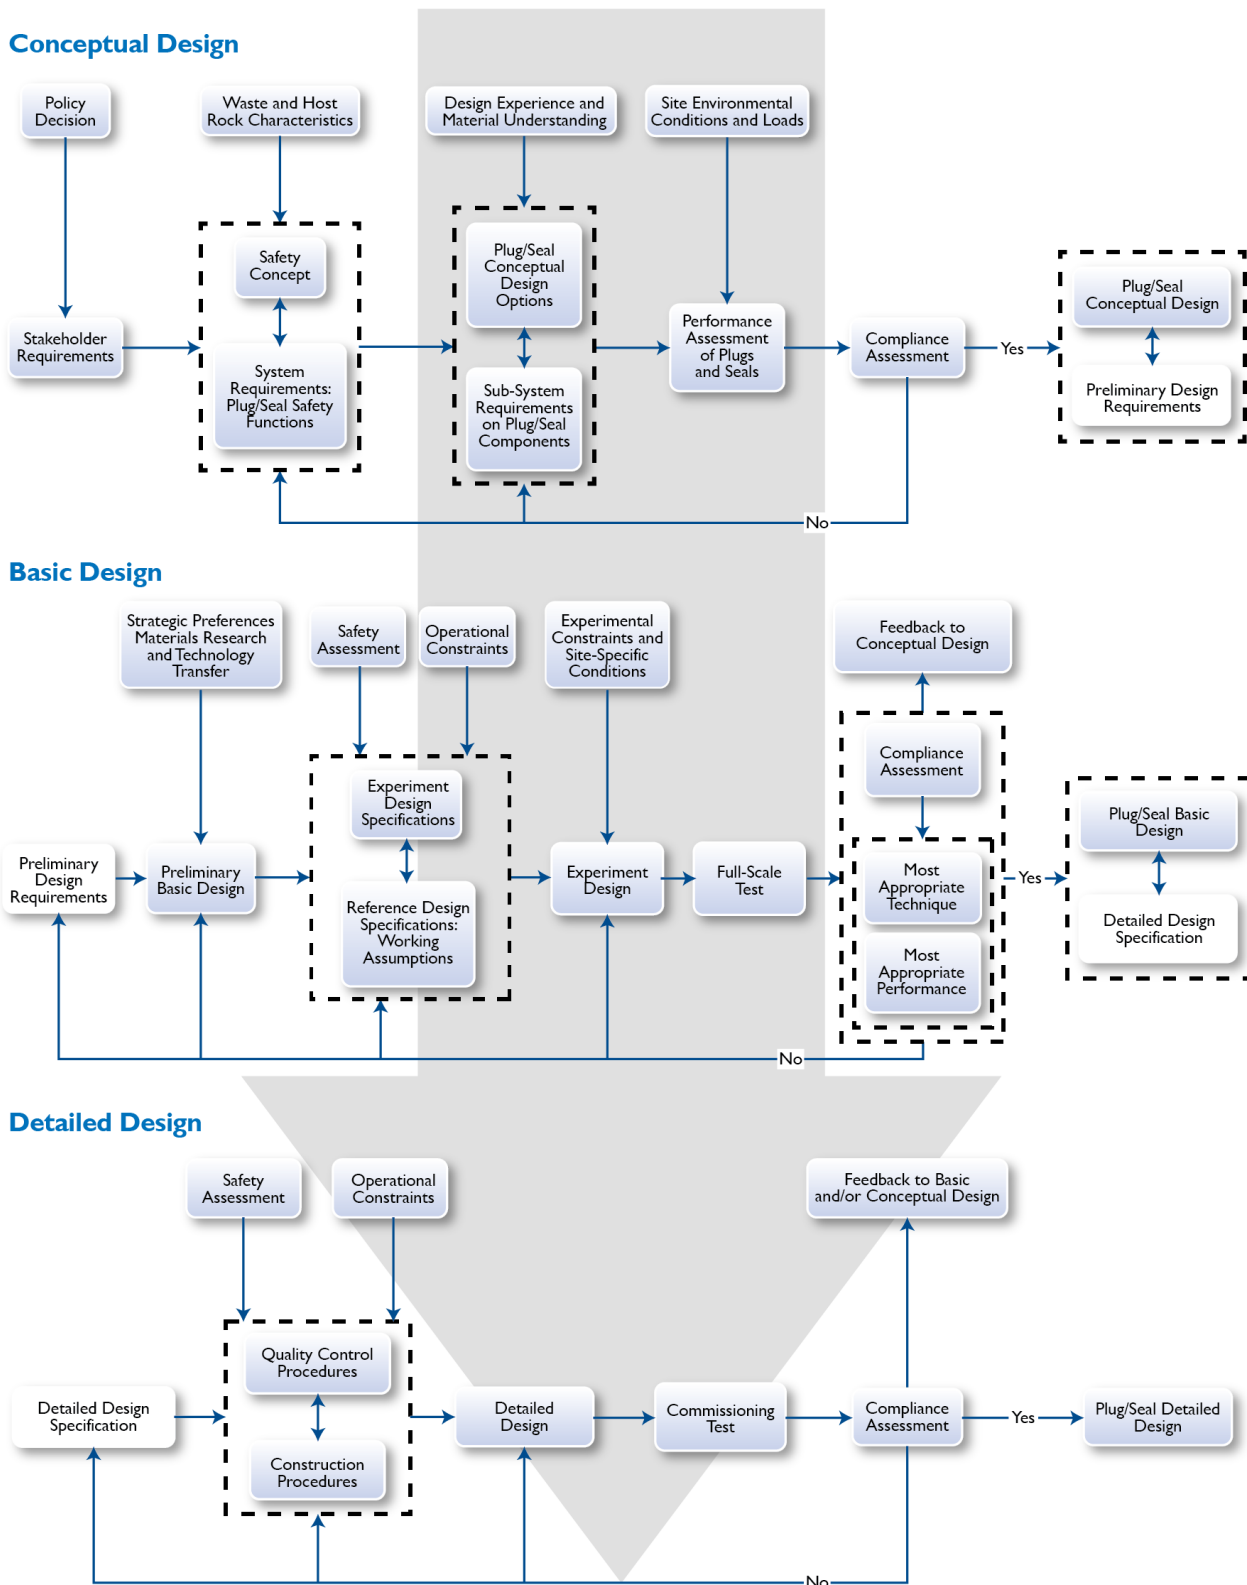 Conceptual Design
Policy
Decision
Waste and Host
Rock Characteristics
Design Experience and
Material Understanding
Site Environmental
Conditions and Loads
Safety
Concept
Plug/Seal
Conceptual
Design
Options
Plug/Seal
Conceptual Design
Stakeholder
Requirements
System
Requirements:
Plug/Seal Safety
Functions
Sub-System
Requirements
on Plug/Seal
Components
Performance
Assessment
of Plugs
and Seals
Compliance
Assessment
Yes
Preliminary Design
Requirements
No
Basic Design
Strategic Preferences
Materials Research
and Technology
Transfer
Safety
Assessment
Operational
Constraints
Experimental
Constraints and
Site-Specific
Conditions
Feedback to
Conceptual Design
Compliance
Assessment
Experiment
Design
Specifications
Plug/Seal Basic
Design
Preliminary
Design
Requirements
Preliminary
Basic Design
Reference Design
Specifications:
Working
Assumptions
Experiment
Design
Full-Scale
Test
Most
Appropriate
Technique
Most
Appropriate
Performance
Yes
Detailed Design
Specification
No
Detailed Design
Safety
Assessment
Operational
Constraints
Feedback to Basic
and/or Conceptual Design
Quality Control
Procedures
Detailed Design
Specification
Construction
Procedures
Detailed
Design
Commissioning
Test
Compliance
Assessment
Yes
Plug/Seal Detailed
Design
No